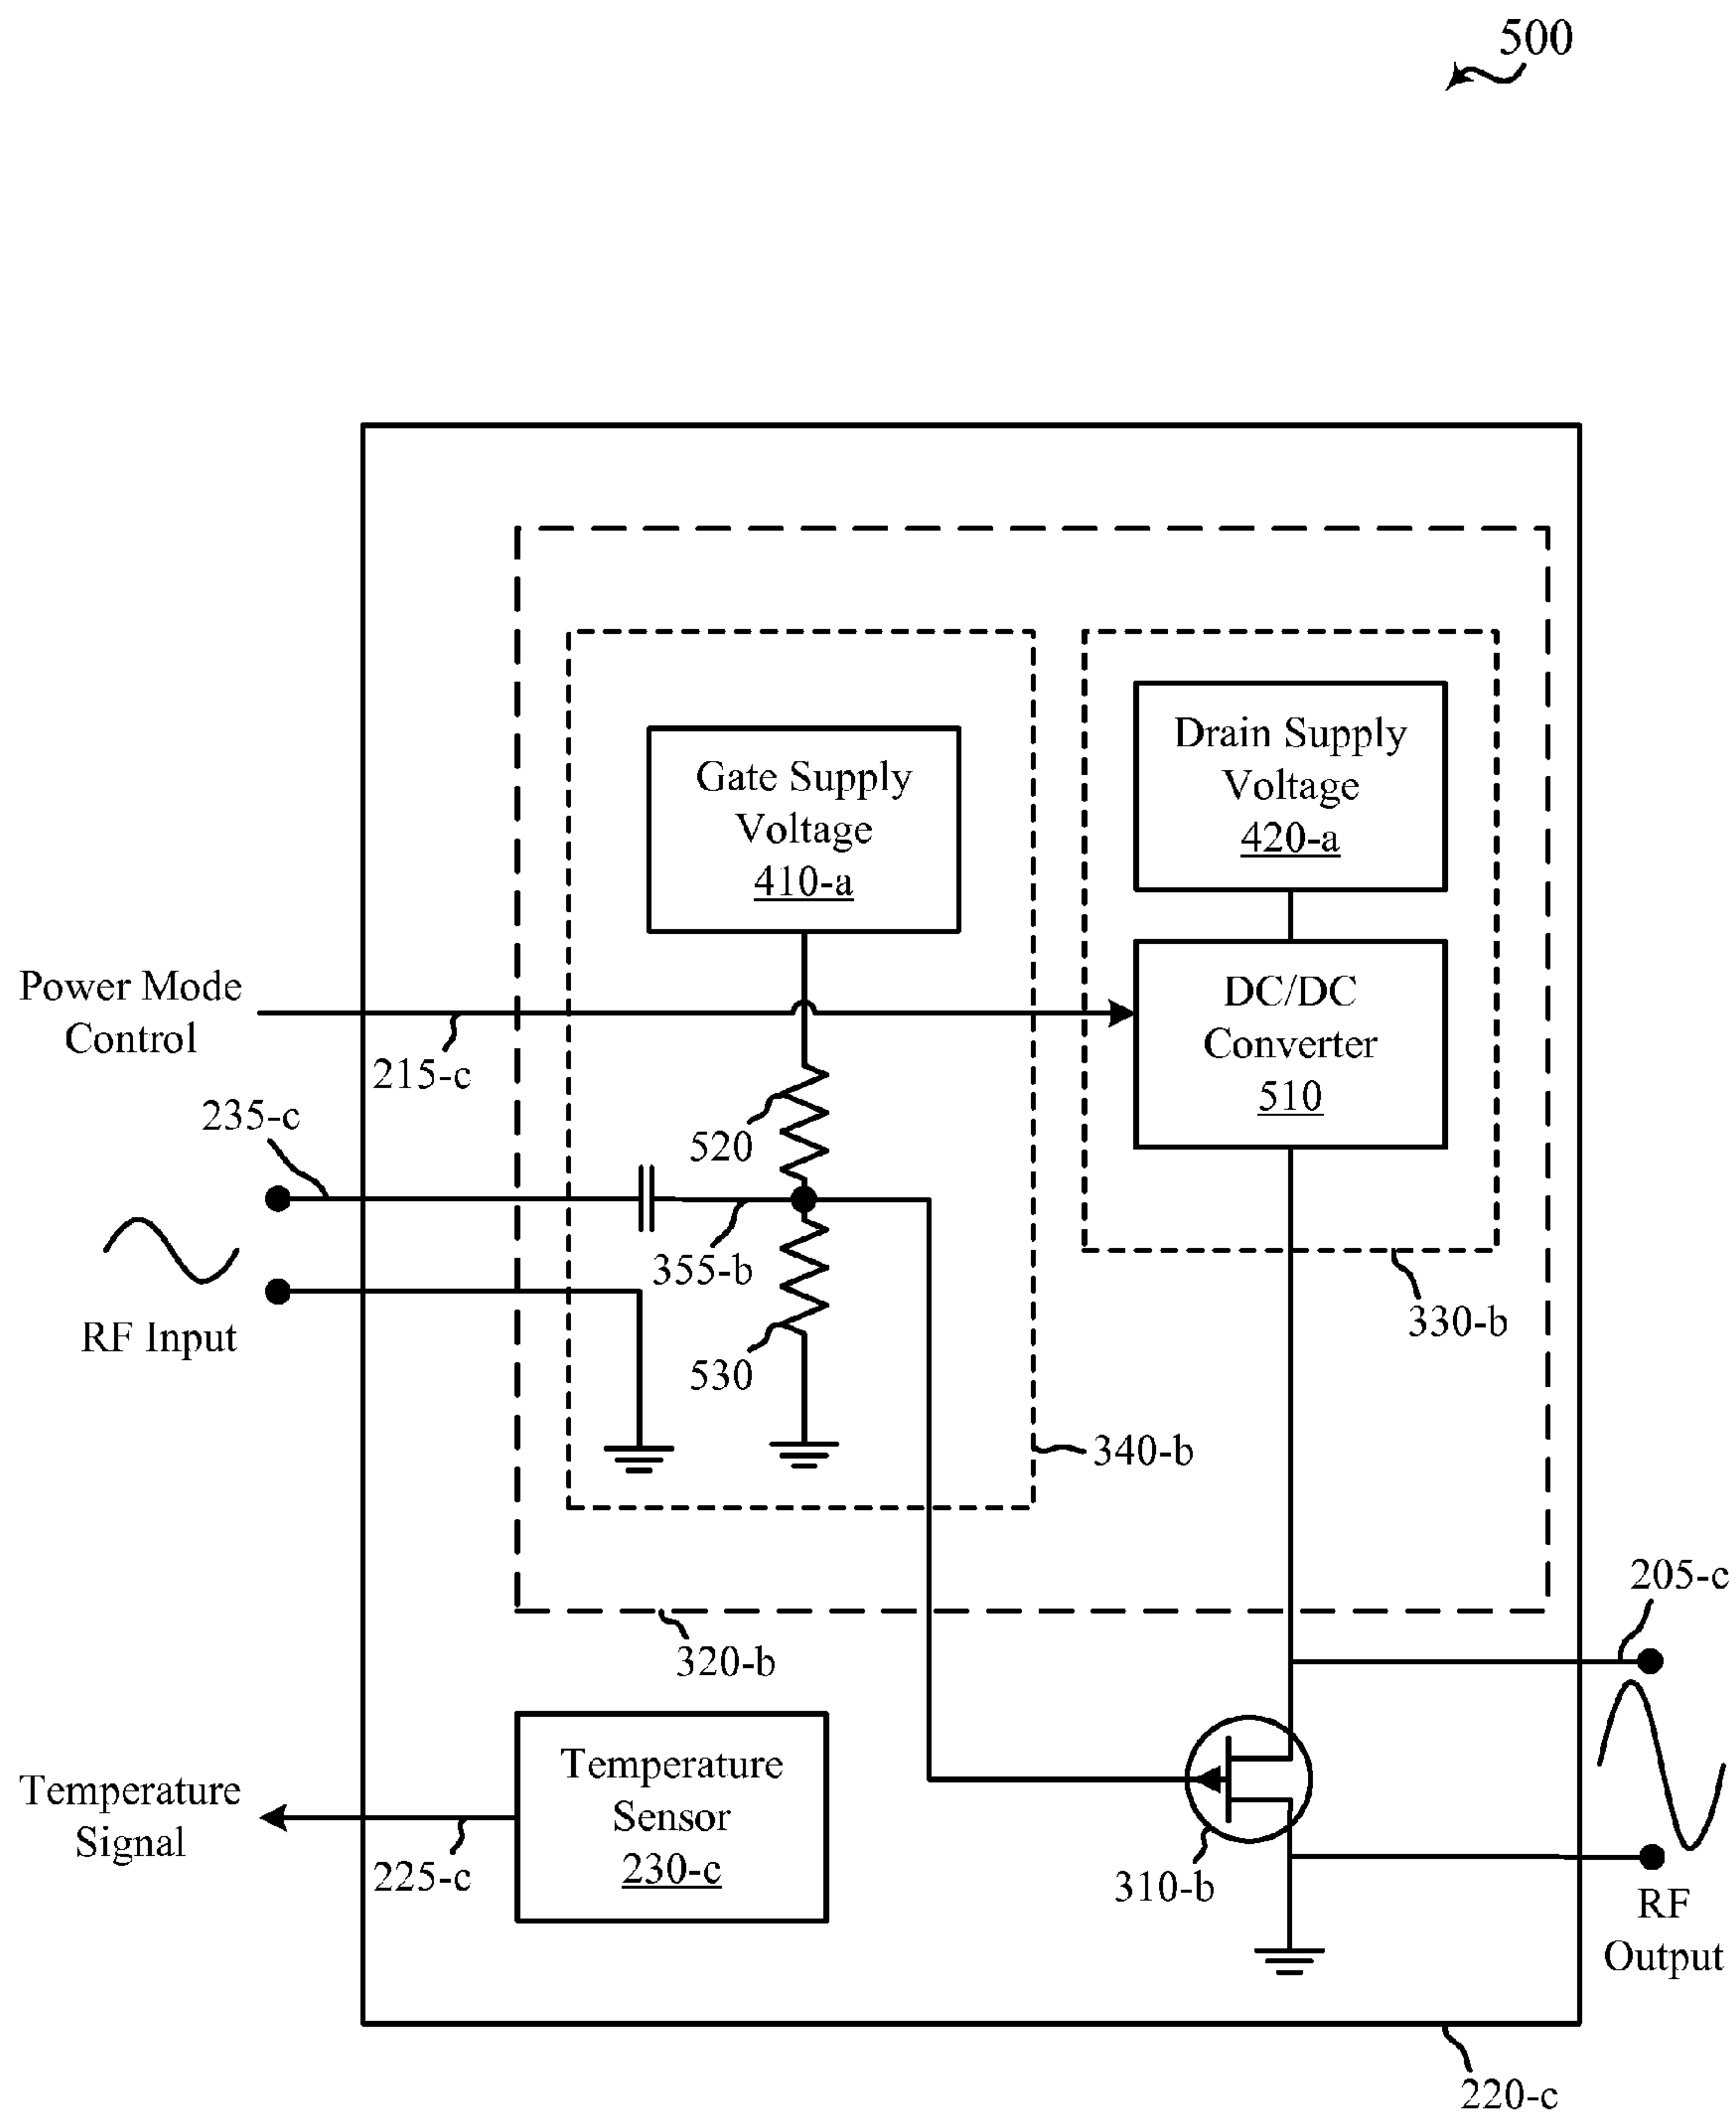 500
Gate Supply
Voltage
410-a
Drain Supply
Voltage
420-a
DC/DC
Converter
510
Power Mode
Control
215-c
235-c
520
355-b
530
RF Input
330-b
340-b
320-b
205-c
Temperature
Sensor
230-c
Temperature
Signal
225-c
310-b
RF
Output
220-c